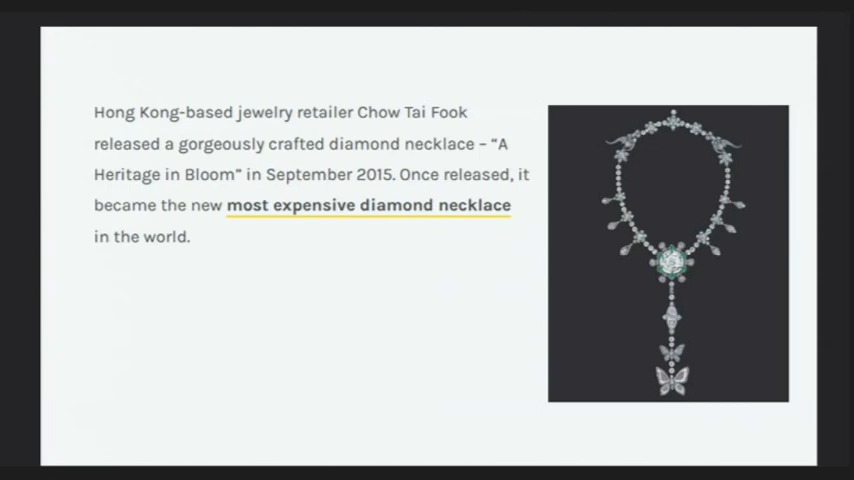 Hong Kong-based jewelry retailer Chow Tai Fook
released a gorgeously crafted diamond necklace – “A
Heritage in Bloom” in September 2015. Once released, it
became the new most expensive diamond necklace
in the world.